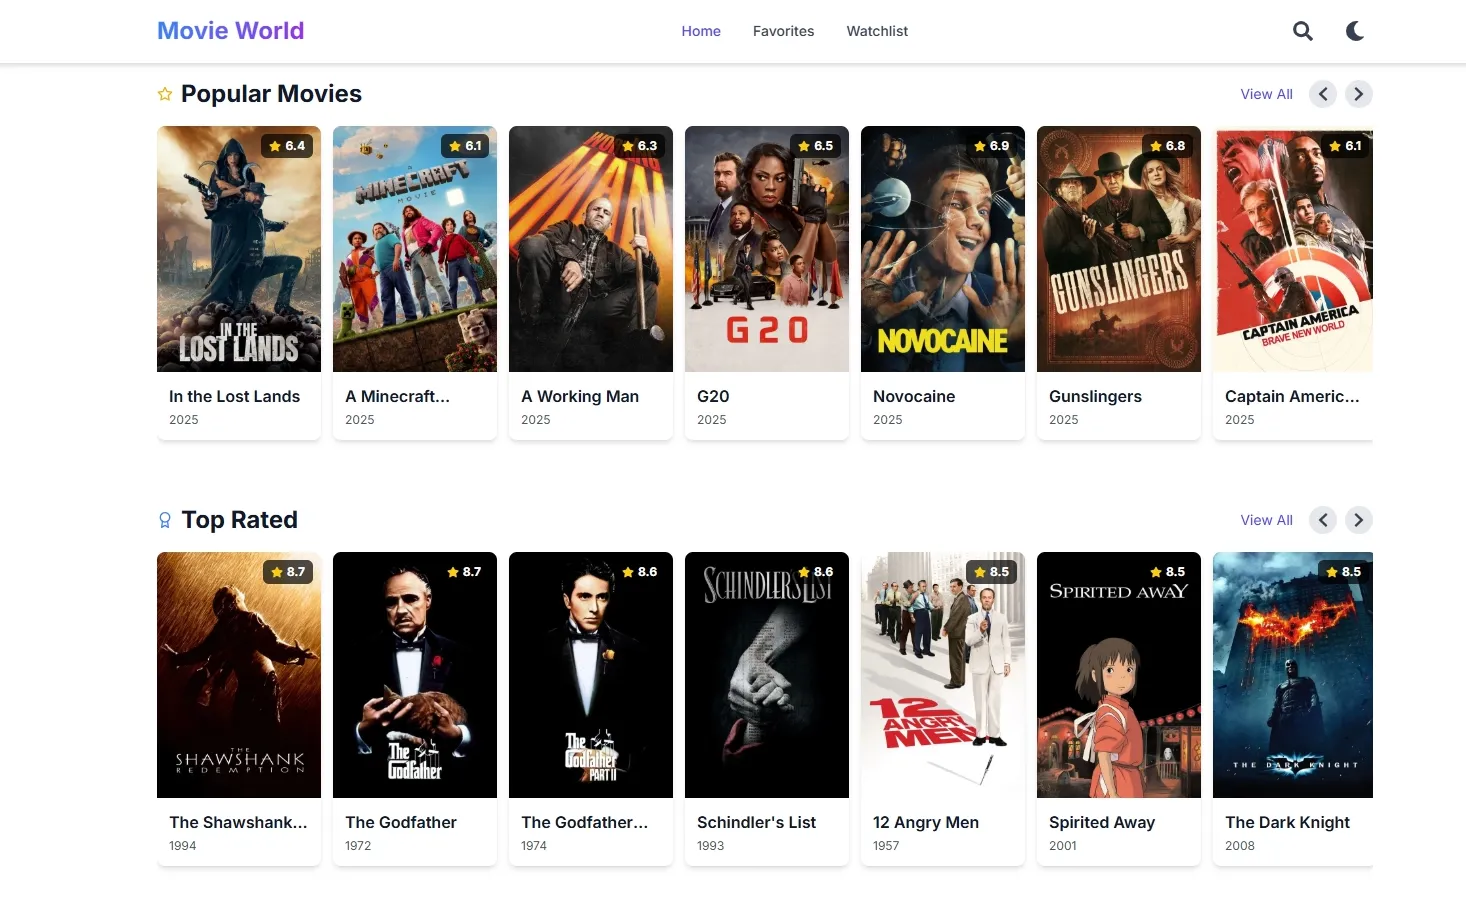 Movie World
Home
Favorites
Watchlist
Popular Movies
View All
6.4
IN THE
LOST LANDS
In the Lost Lands
2025
6.1
A
MINECRAFT
MOVIE
A Minecraft...
2025
6.3
WORKING
MAN
A Working Man
2025
6.5
G20
G20
2025
6.9
NOVOCAINE
Novocaine
2025
6.8
GUNSLINGERS
Gunslingers
2025
6.1
CAPTAIN AMERICA
BRAVE NEW WORLD
Captain Americ...
2025
Top Rated
View All
8.7
THE
SHAWSHANK
REDEMPTION
The Shawshank...
1994
8.7
The
Godfather
The Godfather
1972
8.6
The
Godfather
PART II
The Godfather...
1974
8.6
SCHINDLER'S LIST
Schindler's List
1993
8.5
12
ANGRY
MEN
12 Angry Men
1957
8.5
SPIRITED AWAY
Spirited Away
2001
8.5
THE DARK KNIGHT
The Dark Knight
2008